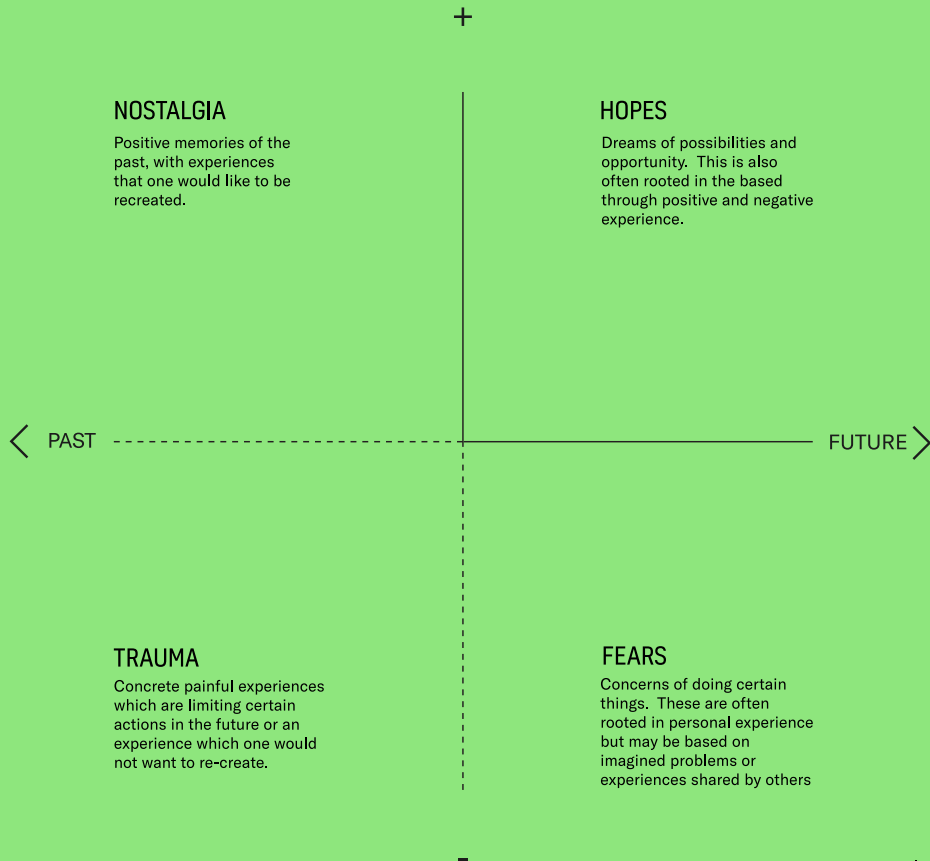 +
NOSTALGIA
Positive memories of the
past, with experiences
that one would like to be
recreated.
HOPES
Dreams of possibilities and
opportunity.  This is also
often rooted in the based
through positive and negative
experience.
PAST
FUTURE
TRAUMA
Concrete painful experiences
which are limiting certain
actions in the future or an
experience which one would
not want to re-create.
FEARS
Concerns of doing certain
things.  These are often
rooted in personal experience
but may be based on
imagined problems or
experiences shared by others
-